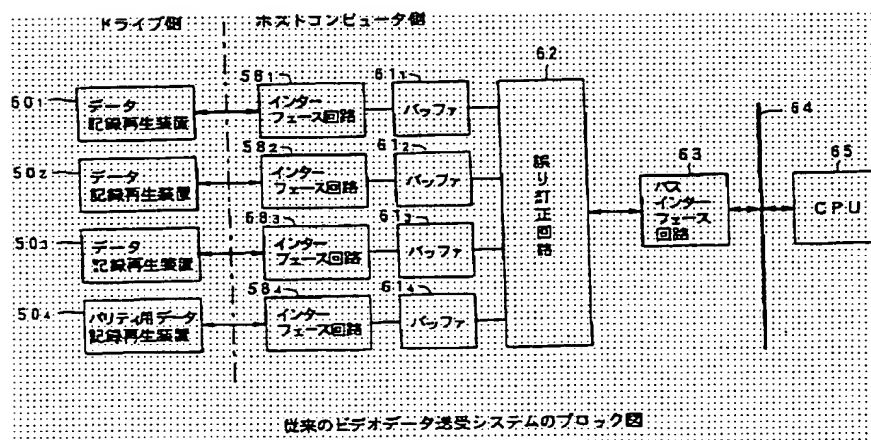 ドライブ側
ホストコンピュータ側
501
データ
記録再生装置
581
インター
フェース回路
611
バッファ
62
誤り訂正回路
63
バス
インター
フェース
回路
64
65
CPU
502
データ
記録再生装置
582
インター
フェース回路
612
バッファ
503
データ
記録再生装置
583
インター
フェース回路
613
バッファ
504
パリティ用データ
記録再生装置
584
インター
フェース回路
614
バッファ
従来のビデオデータ送受システムのブロック図